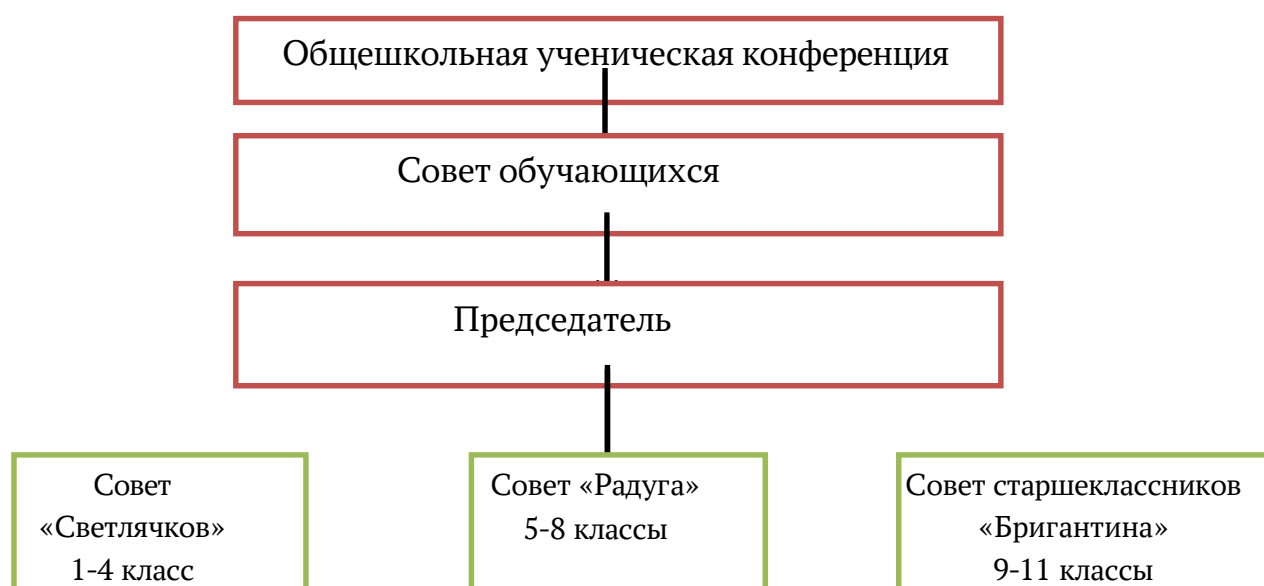 Общешкольная ученическая конференция
Совет обучающихся
Председатель
Совет
«Светлячков»
1-4 класс
Совет «Радуга»
5-8 классы
Совет старшеклассников
«Бригантина»
9-11 классы